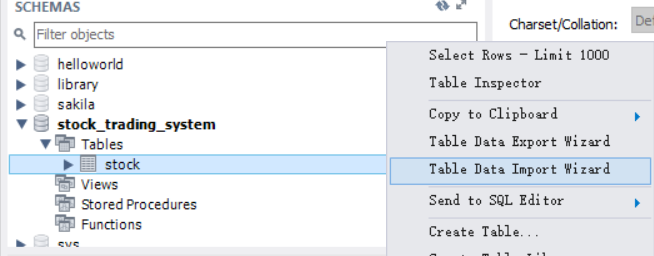 SCHEMAS
Filter objects
helloworld
library
sakila
stock_trading_system
Tables
stock
Views
Stored Procedures
Functions
sys
Charset/Collation:
Def
Select Rows - Limit 1000
Table Inspector
Copy to Clipboard
Table Data Export Wizard
Table Data Import Wizard
Send to SQL Editor
Create Table...